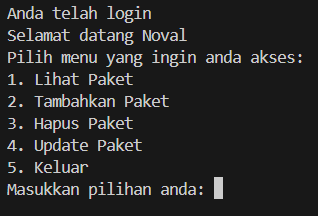 Anda telah login
Selamat datang Noval
Pilih menu yang ingin anda akses:
1. Lihat Paket
2. Tambahkan Paket
3. Hapus Paket
4. Update Paket
5. Keluar
Masukkan pilihan anda: